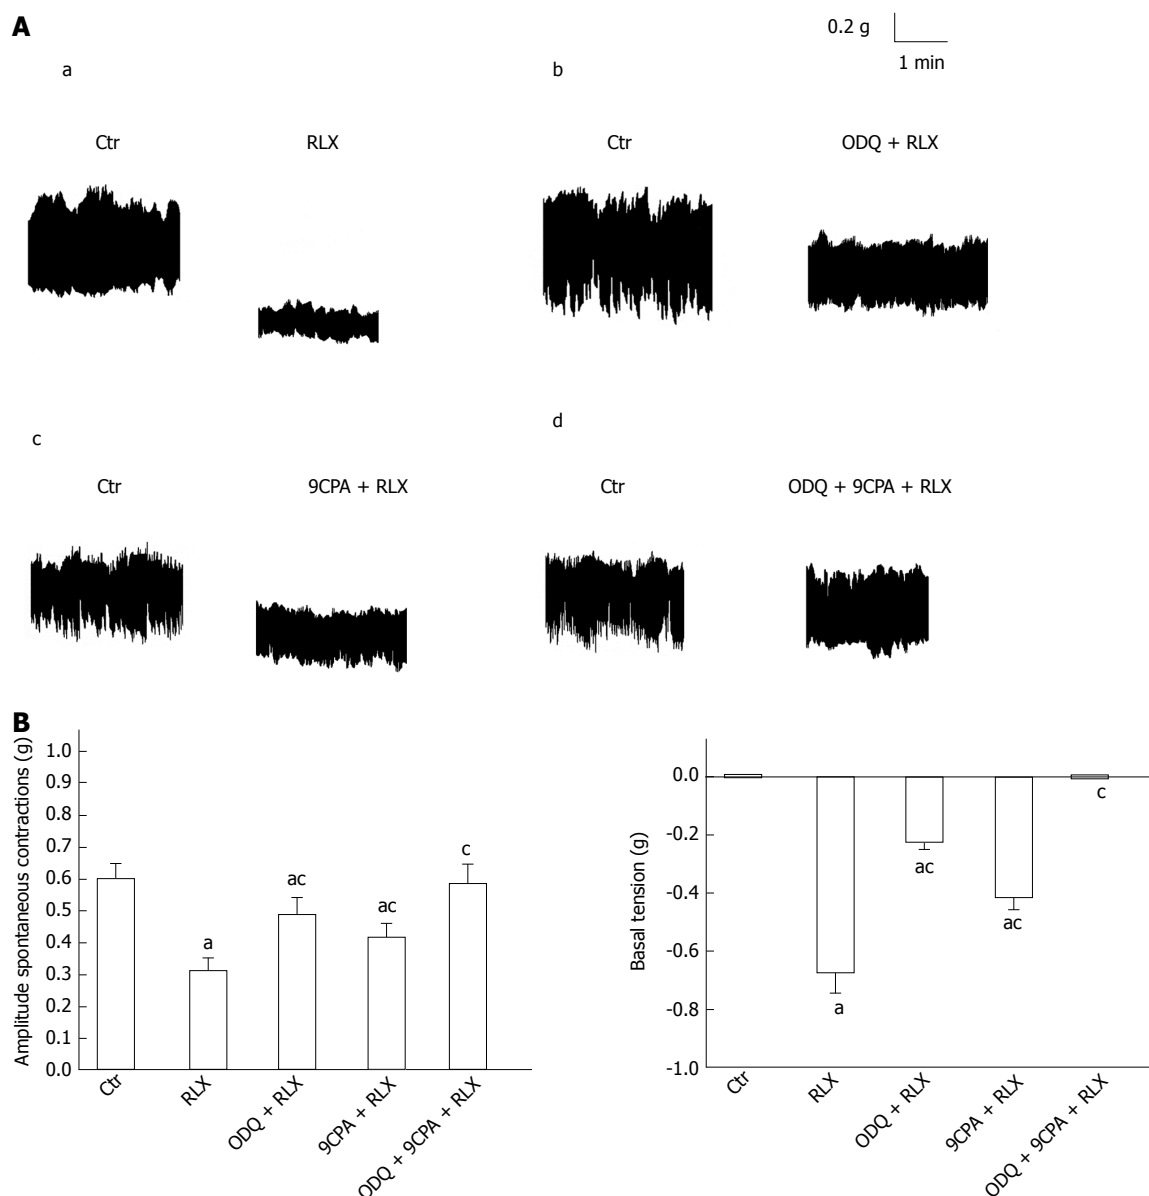 A
0.2 g
1 min
a
b
Ctr
RLX
Ctr
ODQ + RLX
c
d
Ctr
9CPA + RLX
Ctr
ODQ + 9CPA + RLX
B
Amplitude spontaneous contractions (g)
1.0
0.9
0.8
0.7
0.6
0.5
0.4
0.3
0.2
0.1
0.0
a
ac
ac
c
Ctr
RLX
ODQ + RLX
9CPA + RLX
ODQ + 9CPA + RLX
Basal tension (g)
0.0
-0.2
-0.4
-0.6
-0.8
-1.0
a
ac
ac
c
Ctr
RLX
ODQ + RLX
9CPA + RLX
ODQ + 9CPA + RLX